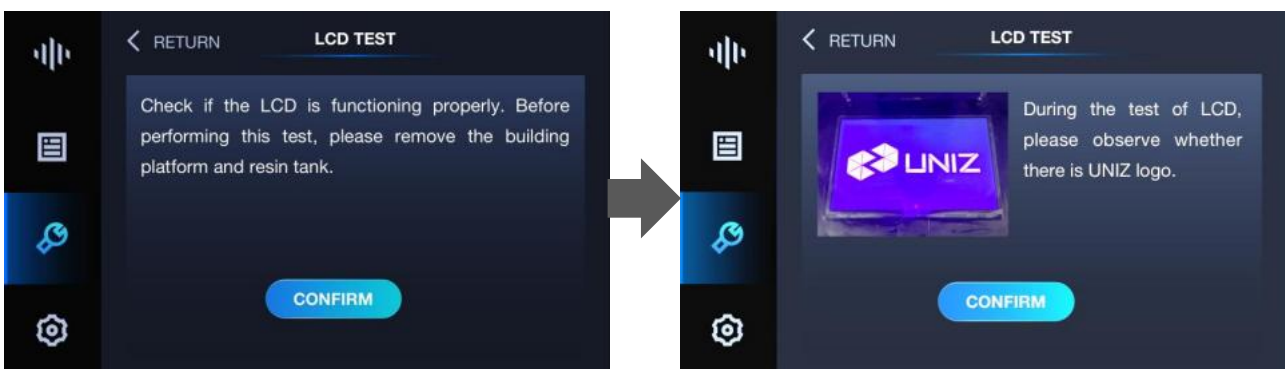 RETURN
LCD TEST
Check if the LCD is functioning properly. Before
performing this test, please remove the building
platform and resin tank.
CONFIRM
RETURN
LCD TEST
UNIZ
During the test of LCD,
please observe whether
there is UNIZ logo.
CONFIRM